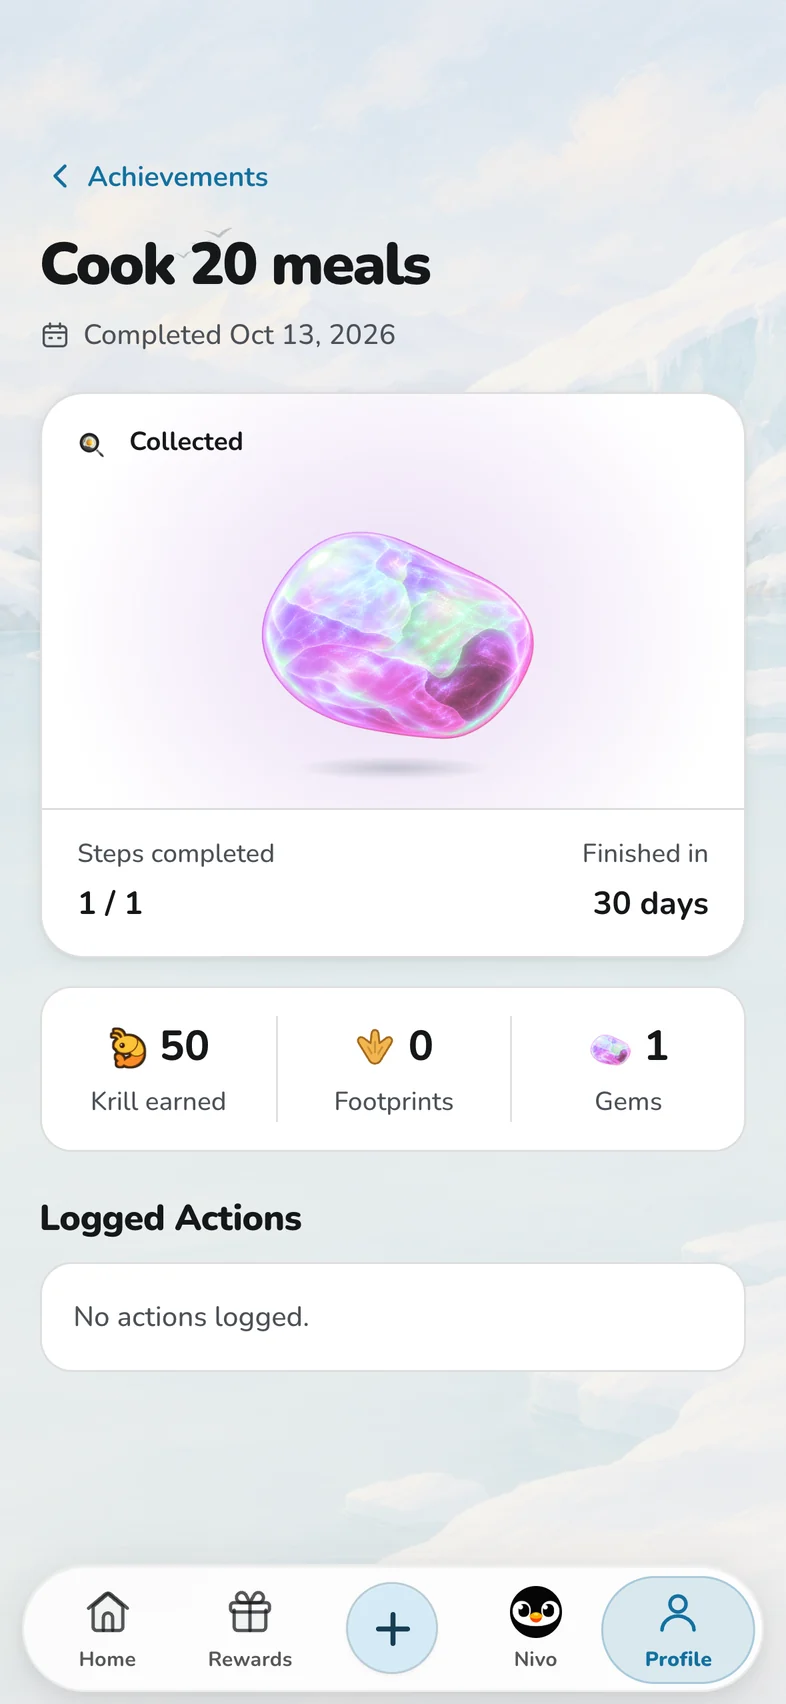 Achievements
Cook 20 meals
Completed Oct 13, 2026
Collected
Steps completed
Finished in
1 / 1
30 days
50
0
1
Krill earned
Footprints
Gems
Logged Actions
No actions logged.
Home
Rewards
Nivo
Profile